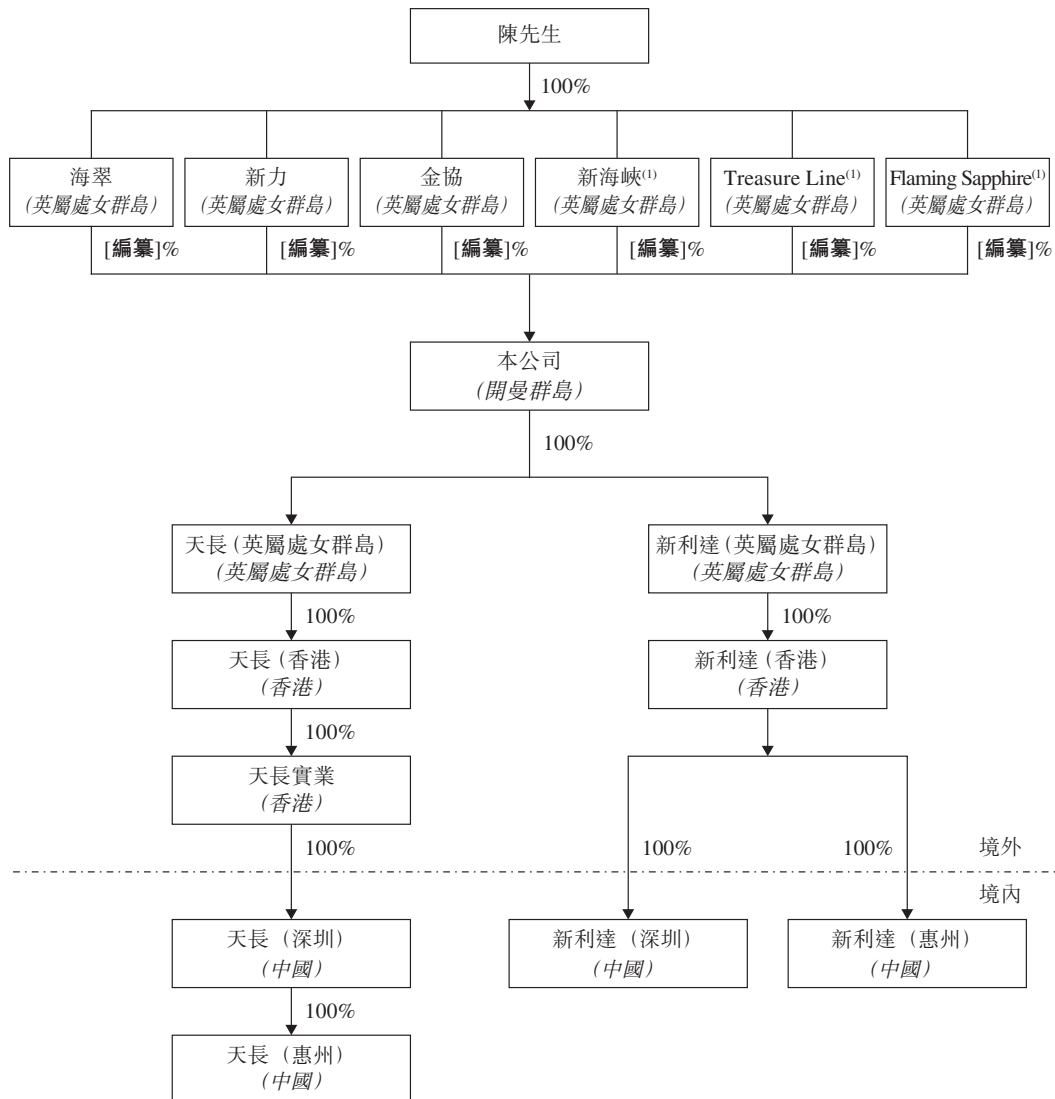 陳先生
100%
海翠
(英屬處女群島)
新力
(英屬處女群島)
金協
(英屬處女群島)
新海峽(1)
(英屬處女群島)
Treasure Line(1)
(英屬處女群島)
Flaming Sapphire(1)
(英屬處女群島)
[編纂]%
[編纂]%
[編纂]%
[編纂]%
[編纂]%
[編纂]%
本公司
(開曼群島)
100%
天長(英屬處女群島)
(英屬處女群島)
新利達(英屬處女群島)
(英屬處女群島)
100%
100%
天長(香港)
(香港)
新利達(香港)
(香港)
100%
天長實業
(香港)
100%
100%
100%
境外
境內
天長(深圳)
(中國)
新利達(深圳)
(中國)
新利達(惠州)
(中國)
100%
天長(惠州)
(中國)